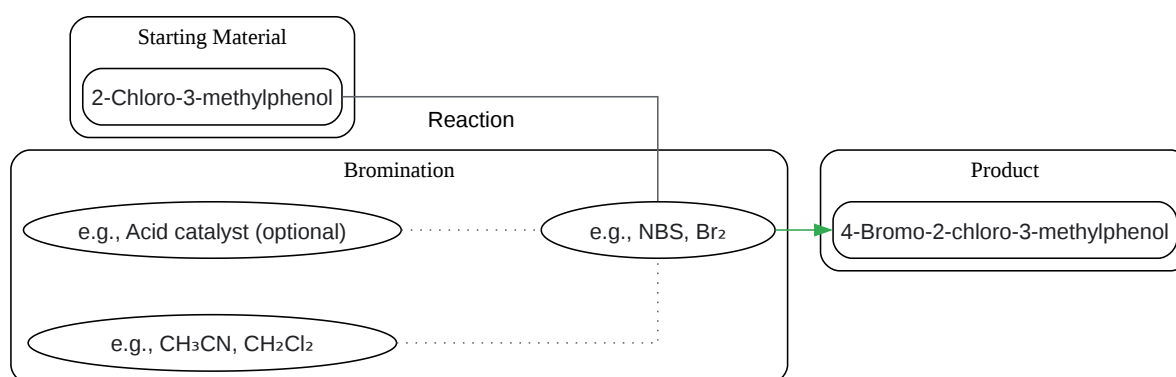 Starting Material
2-Chloro-3-methylphenol
Reaction
Bromination
Product
e.g., Acid catalyst (optional)
e.g., NBS, Br₂
4-Bromo-2-chloro-3-methylphenol
e.g., CH₃CN, CH₂Cl₂